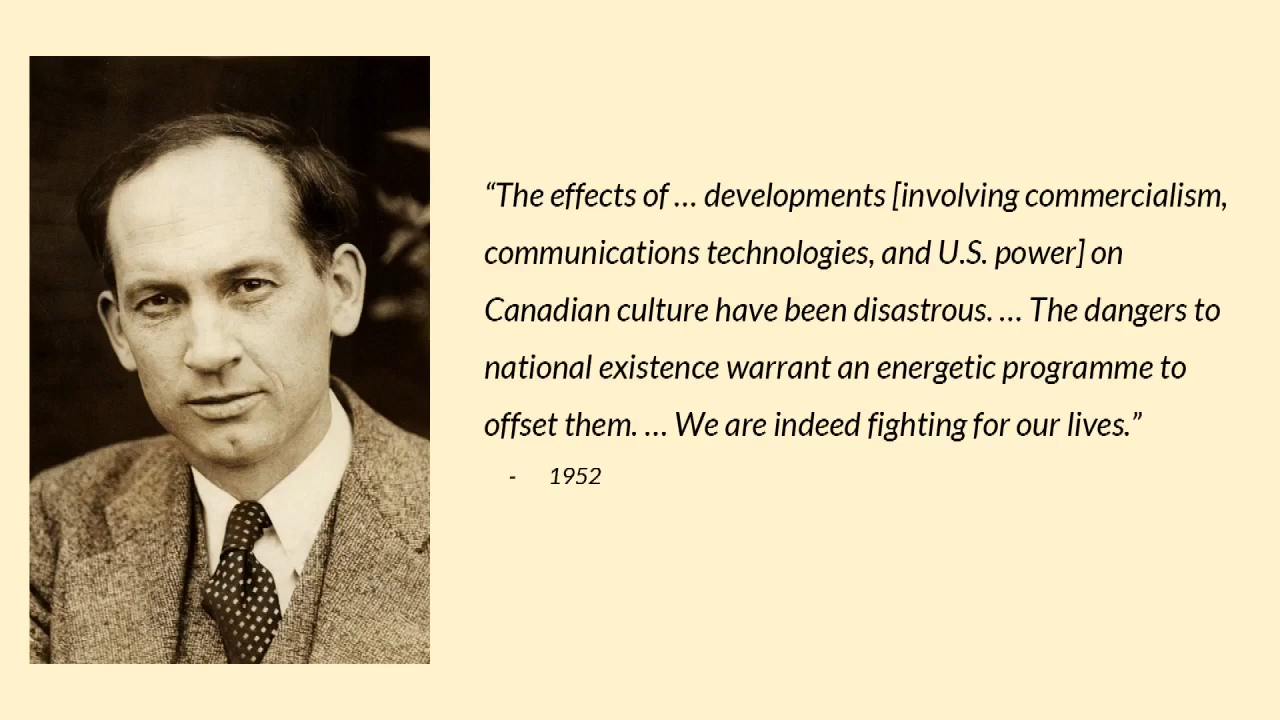 “The effects of … developments [involving commercialism,
communications technologies, and U.S. power] on
Canadian culture have been disastrous. … The dangers to
national existence warrant an energetic programme to
offset them. … We are indeed fighting for our lives.”
- 1952